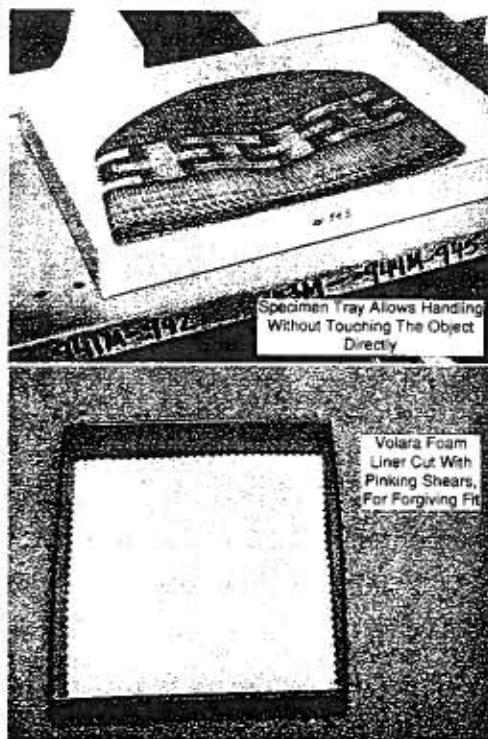 Specimen Tray Allows Handling
Without Touching The Object
Directly
Volara Foam
Liner Cut With
Pinking Shears,
For Forgiving Fit